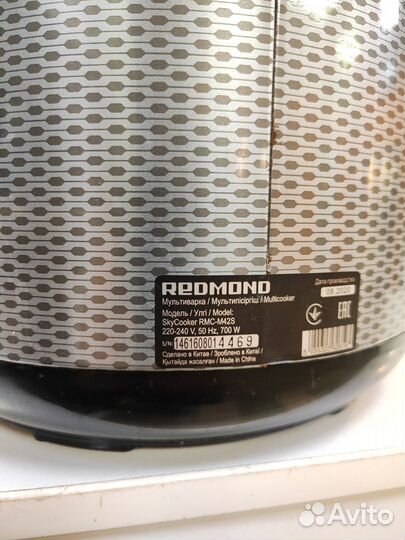 REDMOND
Мультиварка / Мультипісіргіш / Multicooker
Модель / Үлгі / Model:
SkyCooker RMC-M42S
220-240 V, 50 Hz, 700 W
S/N: 1461608014469
Сделано в Китае / Зроблено в Китаї /
Қытайда жасалған / Made in China
Дата производства
08.2020
EAC
Avito